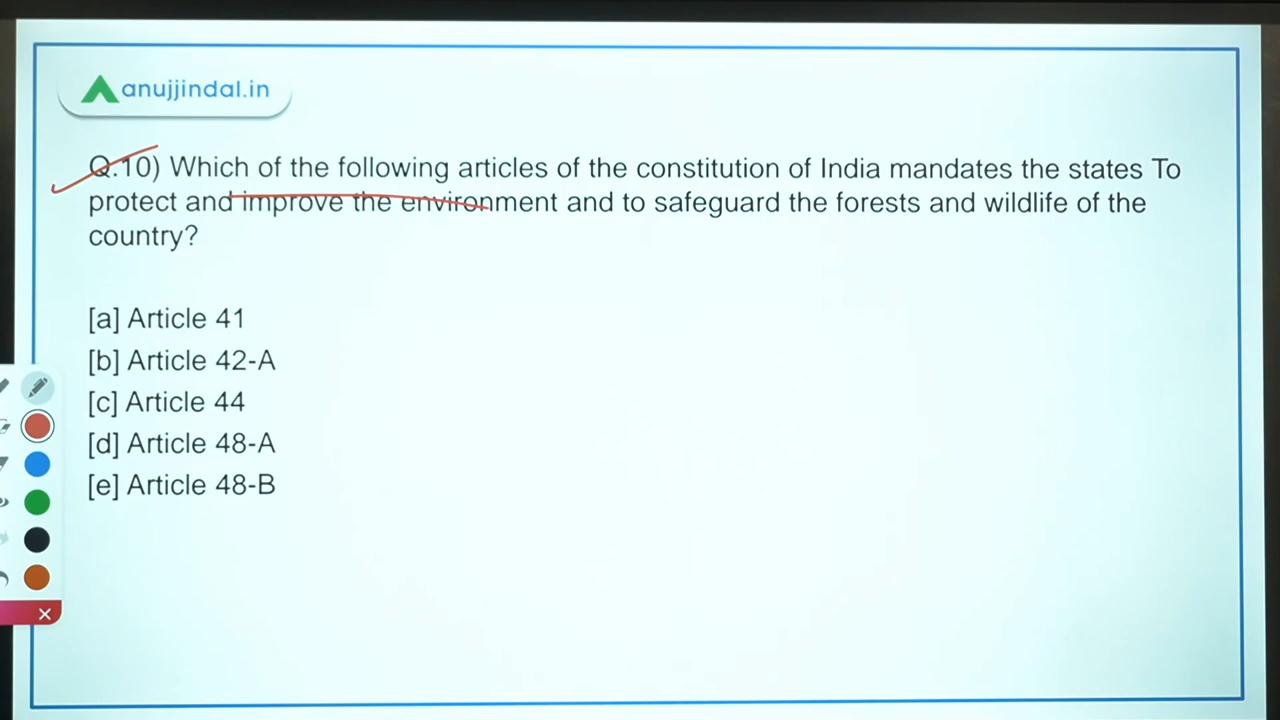 anujjindal.in
Q.10) Which of the following articles of the constitution of India mandates the states To
protect and improve the environment and to safeguard the forests and wildlife of the
country?
[a] Article 41
[b] Article 42-A
[c] Article 44
[d] Article 48-A
[e] Article 48-B